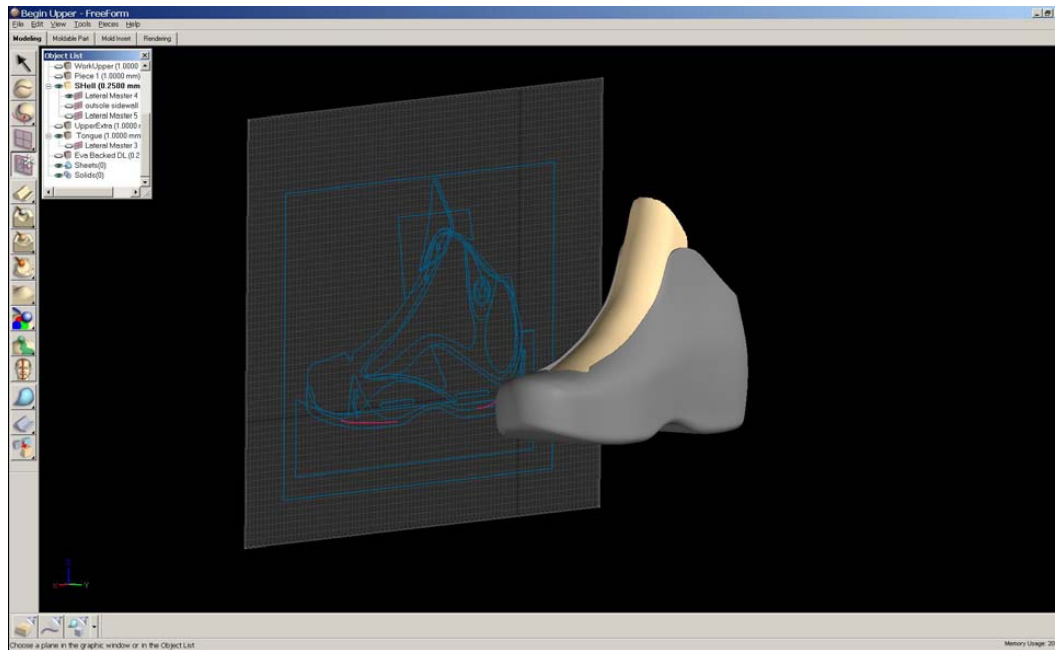 Begin Upper - FreeForm
File Edit View Tools Pieces Help
Modeling Moldable Part Mold Insert Rendering
Object List
WorkUpper (1.0000
Piece 1 (1.0000 mm)
SHell (0.2500 mm
Lateral Master 4
outsole sidewall
Lateral Master 5
UpperExtra (1.0000 r
Tongue (1.0000 mm
Lateral Master 3
Eva Backed DL (0.2
Sheets(0)
Solids(0)
Z
X Y
Choose a plane in the graphic window or in the Object List
Memory Usage: 20